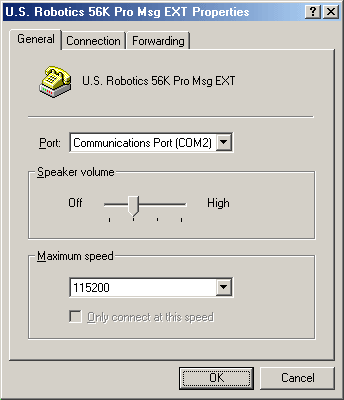 U.S. Robotics 56K Pro Msg EXT Properties
General Connection Forwarding
U.S. Robotics 56K Pro Msg EXT
Port: Communications Port (COM2)
Speaker volume
Off High
Maximum speed
115200
Only connect at this speed
OK Cancel